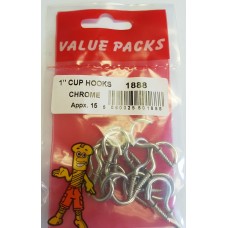 VALUE PACKS
1" CUP HOOKS 1888
CHROME
Appx. 15